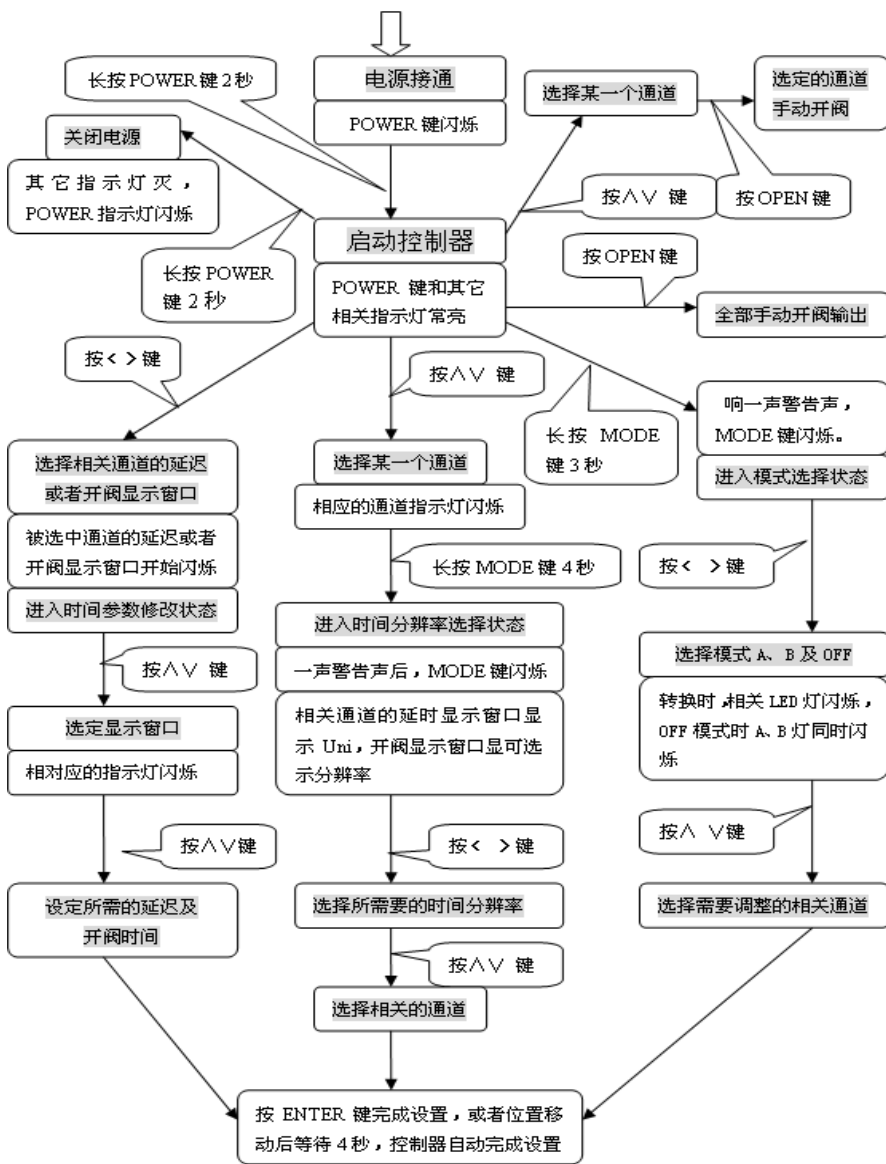 长按 POWER 键 2 秒
电源接通
POWER 键闪烁
选择某一个通道
选定的通道
手动开阀
关闭电源
其它指示灯灭，
POWER 指示灯闪烁
按∧∨ 键
按 OPEN 键
启动控制器
POWER 键和其它
相关指示灯常亮
长按 POWER
键 2 秒
按 OPEN 键
全部手动开阀输出
按< >键
按∧∨ 键
长按 MODE
键 3 秒
响一声警告声，
MODE 键闪烁。
进入模式选择状态
选择相关通道的延迟
或者开阀显示窗口
被选中通道的延迟或者
开阀显示窗口开始闪烁
进入时间参数修改状态
选择某一个通道
相应的通道指示灯闪烁
长按 MODE 键 4 秒
按< >键
进入时间分辨率选择状态
一声警告声后，MODE 键闪烁
相关通道的延时显示窗口显
示 Uni，开阀显示窗口显可选
示分辨率
选择模式 A、B 及 OFF
转换时，相关 LED 灯闪烁，
OFF 模式时 A、B 灯同时闪
烁
按∧∨ 键
选定显示窗口
相对应的指示灯闪烁
按∧∨键
按< >键
按∧ ∨键
设定所需的延迟及
开阀时间
选择所需要的时间分辨率
选择需要调整的相关通道
按∧∨ 键
选择相关的通道
按 ENTER 键完成设置，或者位置移
动后等待 4 秒，控制器自动完成设置